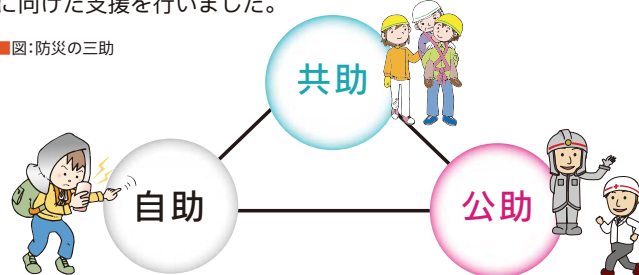 に向けた支援を行いました。
■図:防災の三助
共助
自助
公助